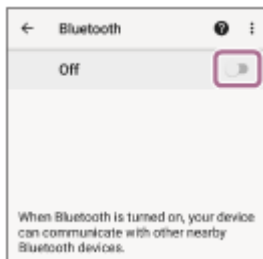 Bluetooth
Off
When Bluetooth is turned on, your device
can communicate with other nearby
Bluetooth devices.